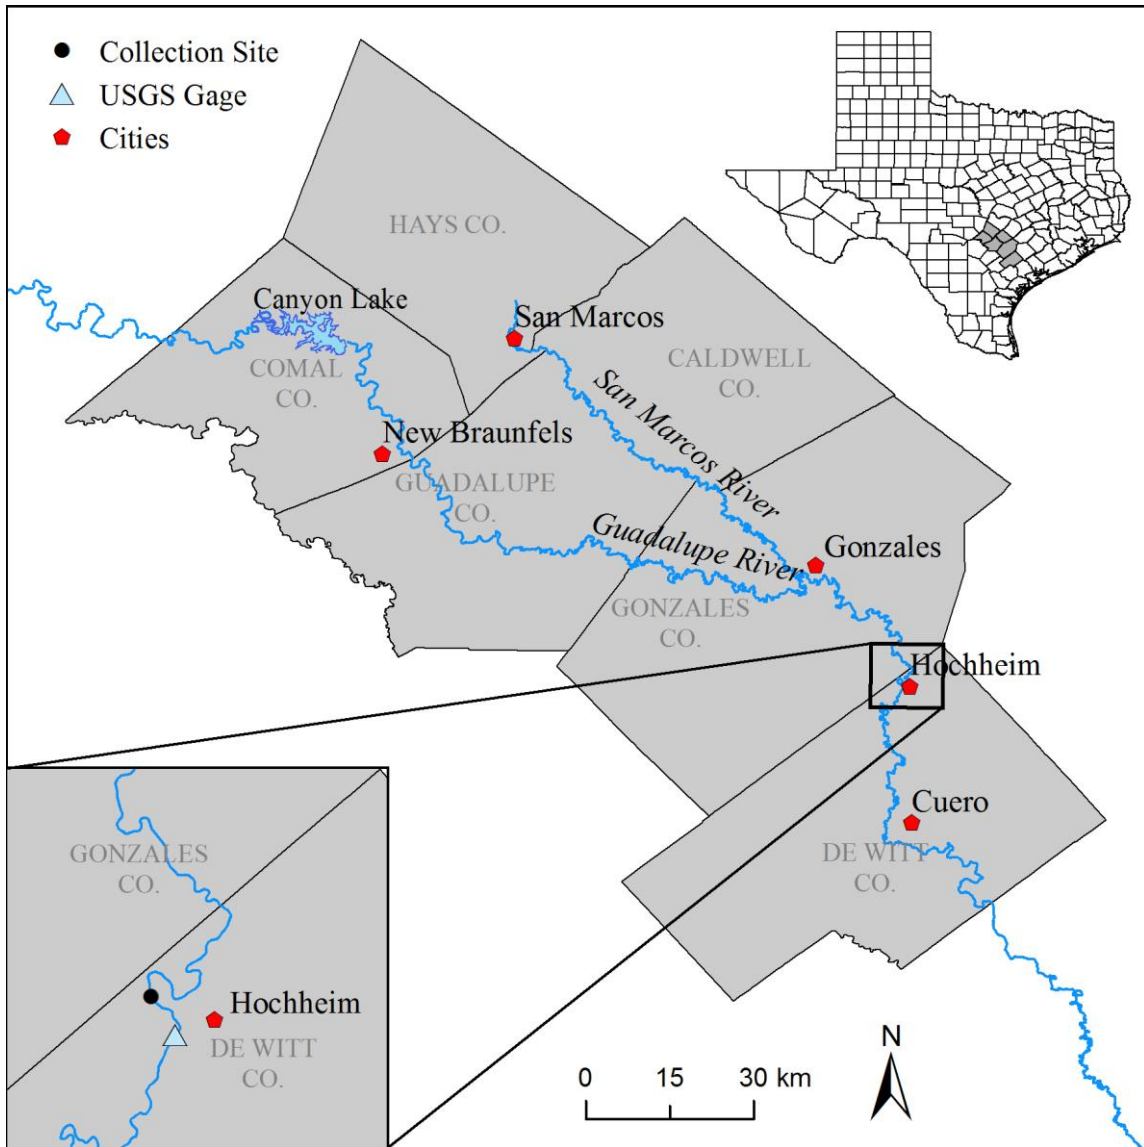 Collection Site
USGS Gage
Cities
HAYS CO.
Canyon Lake
San Marcos
COMAL
CO.
CALDWELL
CO.
San Marcos River
New Braunfels
GUADALUPE
CO.
Guadalupe River
Gonzales
GONZALES
CO.
Hochheim
Cuero
DE WITT
CO.
GONZALES
CO.
Hochheim
DE WITT
CO.
N
0 15 30 km